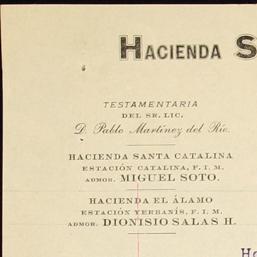 HACIENDA S
TESTAMENTARIA
DEL SR. LIC.
D. Pablo Martínez del Río.
HACIENDA SANTA CATALINA
ESTACIÓN CATALINA, F. I. M.
ADMOR. MIGUEL SOTO.
HACIENDA EL ÁLAMO
ESTACIÓN YERBANÍS, F. I. M.
ADMOR. DIONISIO SALAS H.
Ha